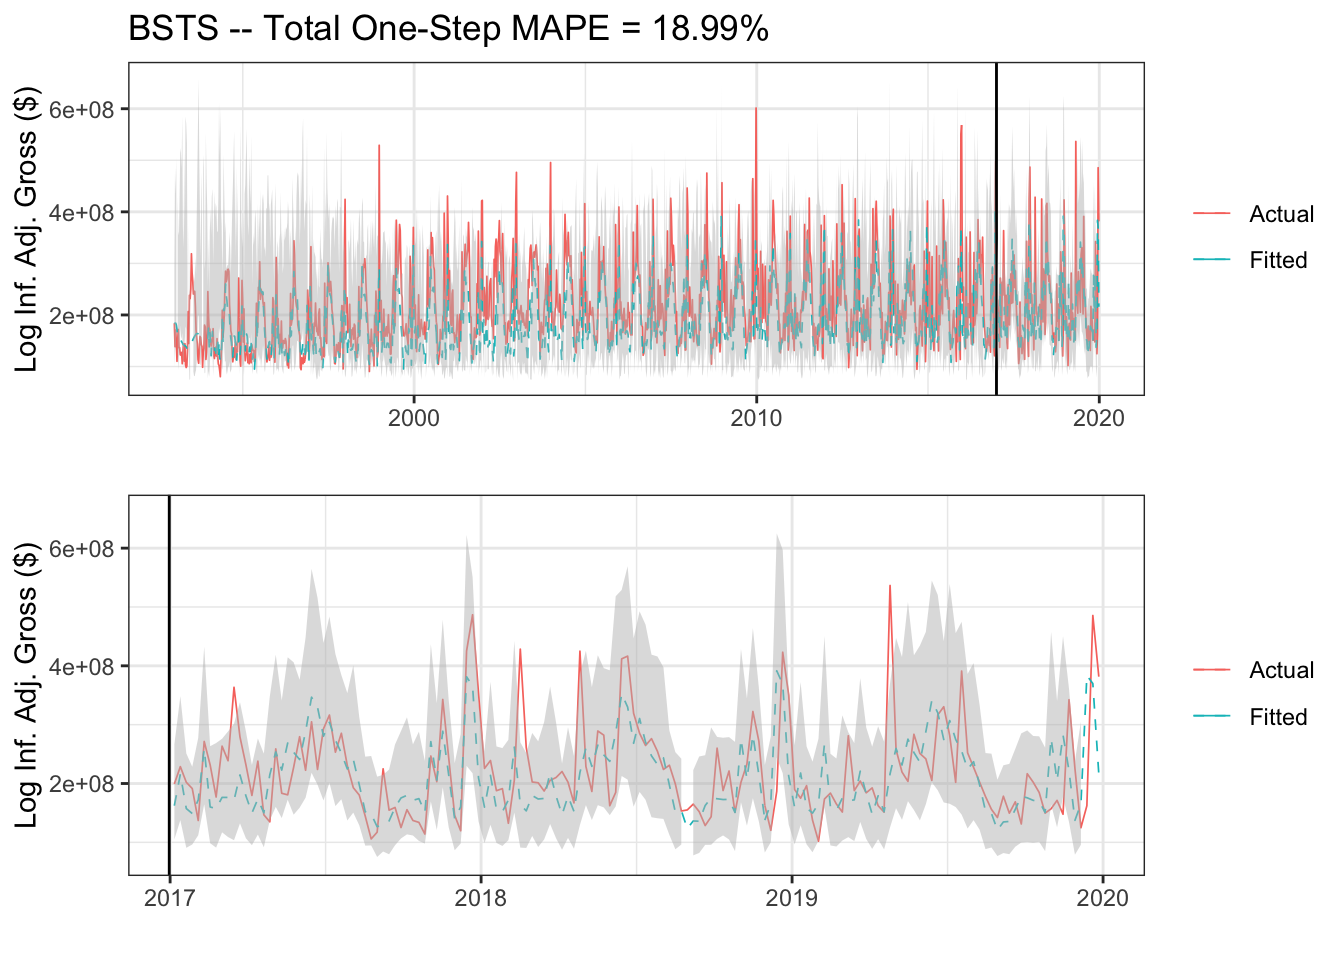 BSTS -- Total One-Step MAPE = 18.99%
Log Inf. Adj. Gross ($)
6e+08
4e+08
2e+08
2000
2010
2020
Actual
Fitted
Log Inf. Adj. Gross ($)
6e+08
4e+08
2e+08
2017
2018
2019
2020
Actual
Fitted